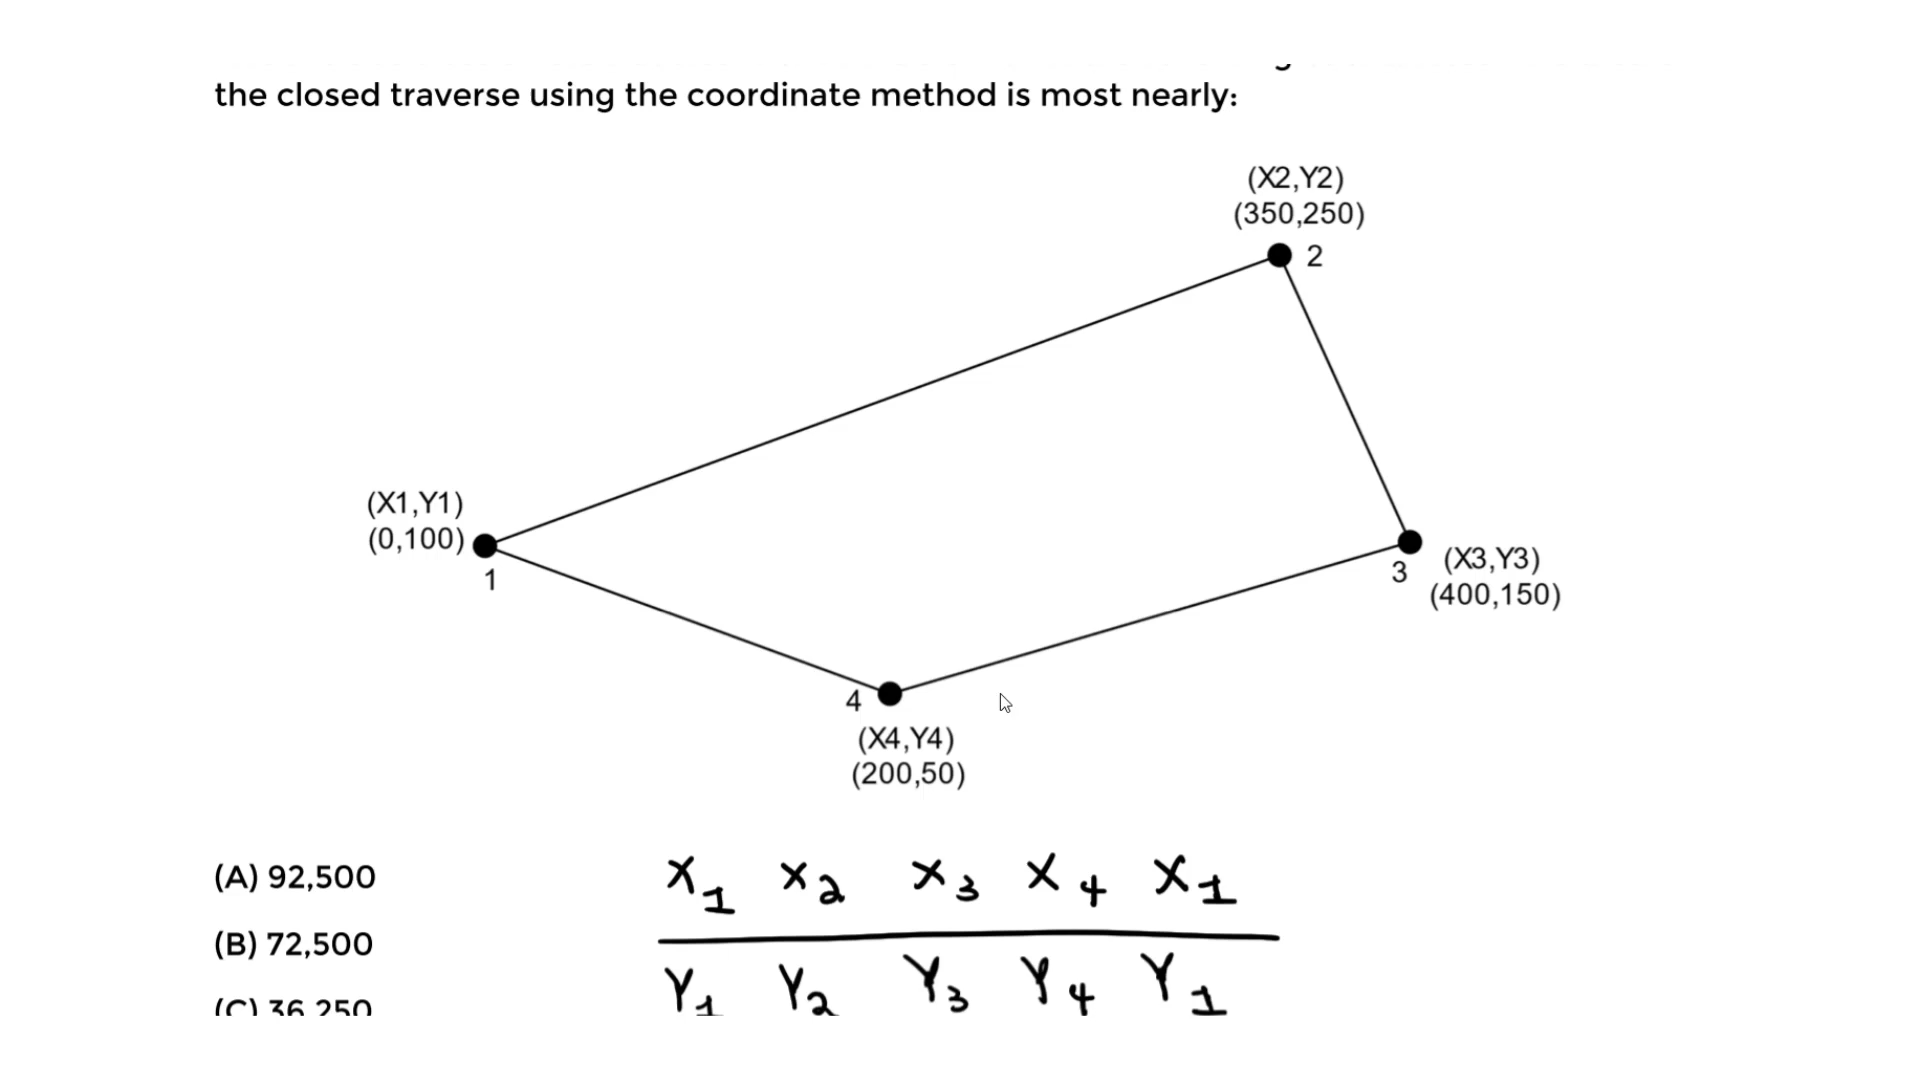 the closed traverse using the coordinate method is most nearly:
(X2,Y2)
(350,250)
2
(X1,Y1)
(0,100)
1
3
(X3,Y3)
(400,150)
4
(X4,Y4)
(200,50)
(A) 92,500
(B) 72,500
(C) 36,250
X1 X2 X3 X4 X1
Y1 Y2 Y3 Y4 Y1